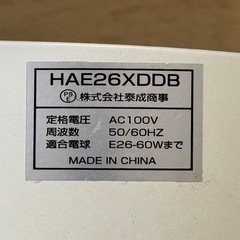 HAE26XDDB
PS E 株式会社泰成商事
定格電圧 AC100V
周波数 50/60HZ
適合電球 E26-60Wまで
MADE IN CHINA